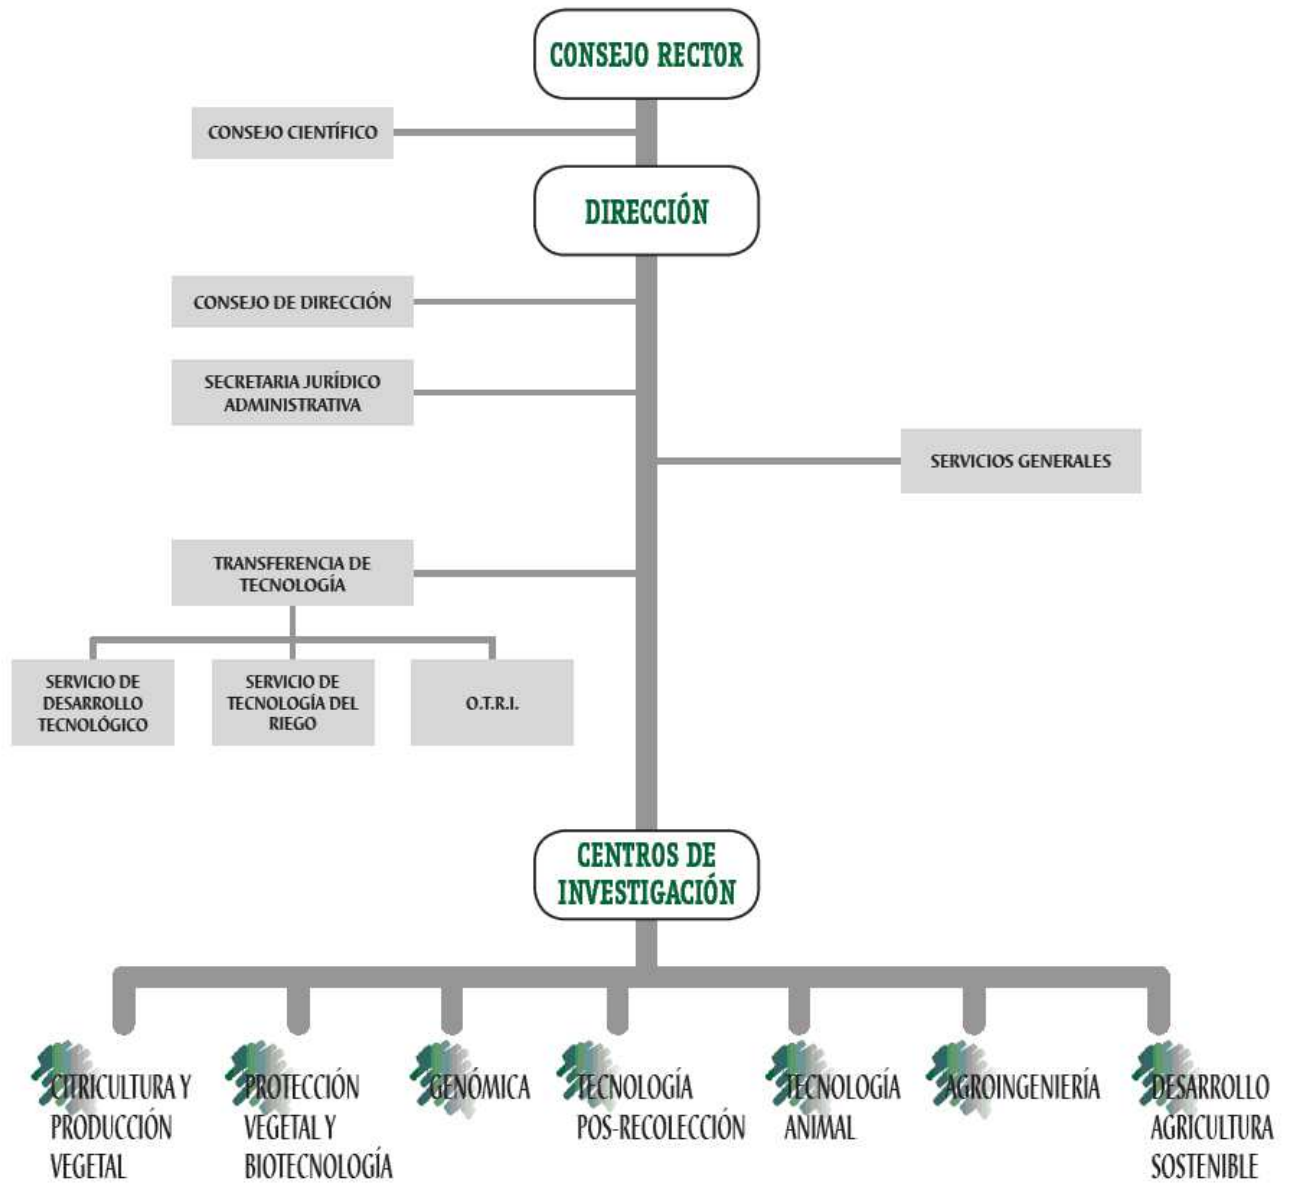 CONSEJO RECTOR
CONSEJO CIENTÍFICO
DIRECCIÓN
CONSEJO DE DIRECCIÓN
SECRETARIA JURÍDICO
ADMINISTRATIVA
SERVICIOS GENERALES
TRANSFERENCIA DE
TECNOLOGÍA
SERVICIO DE
DESARROLLO
TECNOLÓGICO
SERVICIO DE
TECNOLOGÍA DEL
RIEGO
O.T.R.I.
CENTROS DE
INVESTIGACIÓN
CITRICULTURA Y
PRODUCCIÓN
VEGETAL
PROTECCIÓN
VEGETAL Y
BIOTECNOLOGÍA
GENÓMICA
TECNOLOGÍA
POS-RECOLECCIÓN
TECNOLOGÍA
ANIMAL
AGROINGENIERÍA
DESARROLLO
AGRICULTURA
SOSTENIBLE